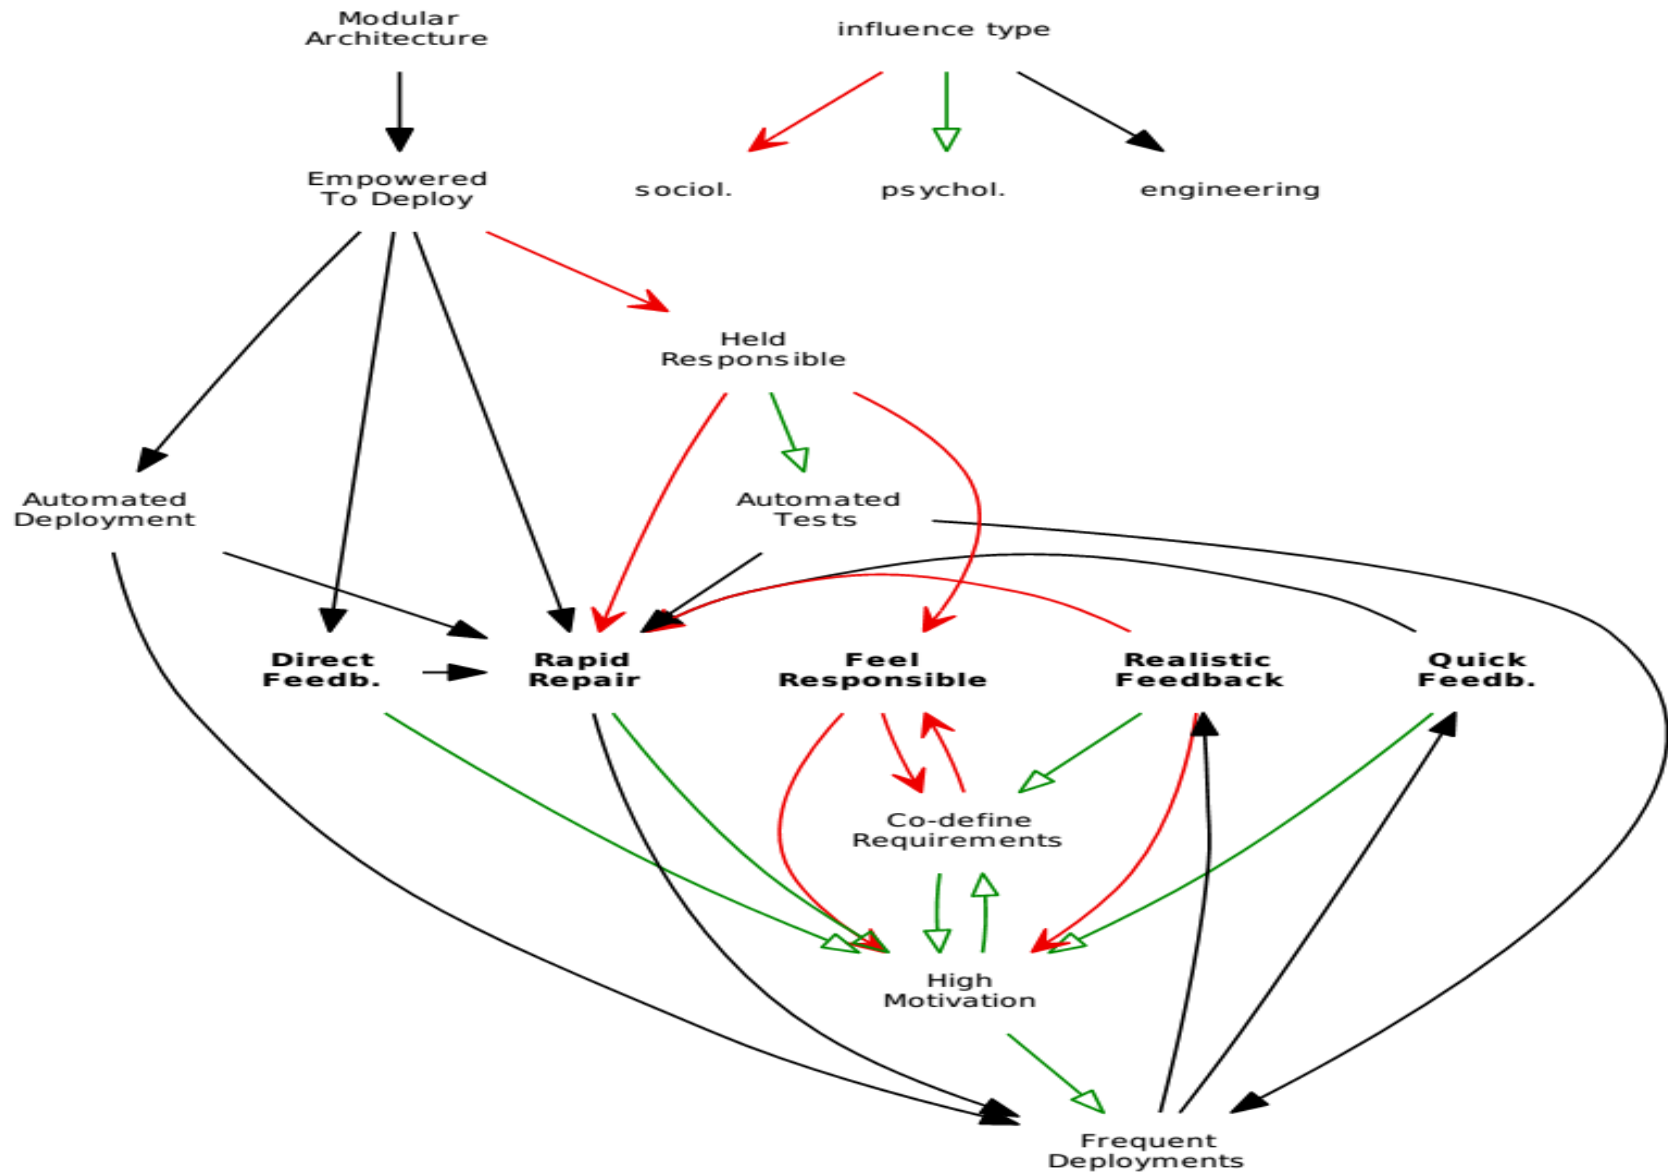 Modular
Architecture
influence type
Empowered
To Deploy
sociol.
psychol.
engineering
Held
Responsible
Automated
Deployment
Automated
Tests
Direct
Feedb.
Rapid
Repair
Feel
Responsible
Realistic
Feedback
Quick
Feedb.
Co-define
Requirements
High
Motivation
Frequent
Deployments